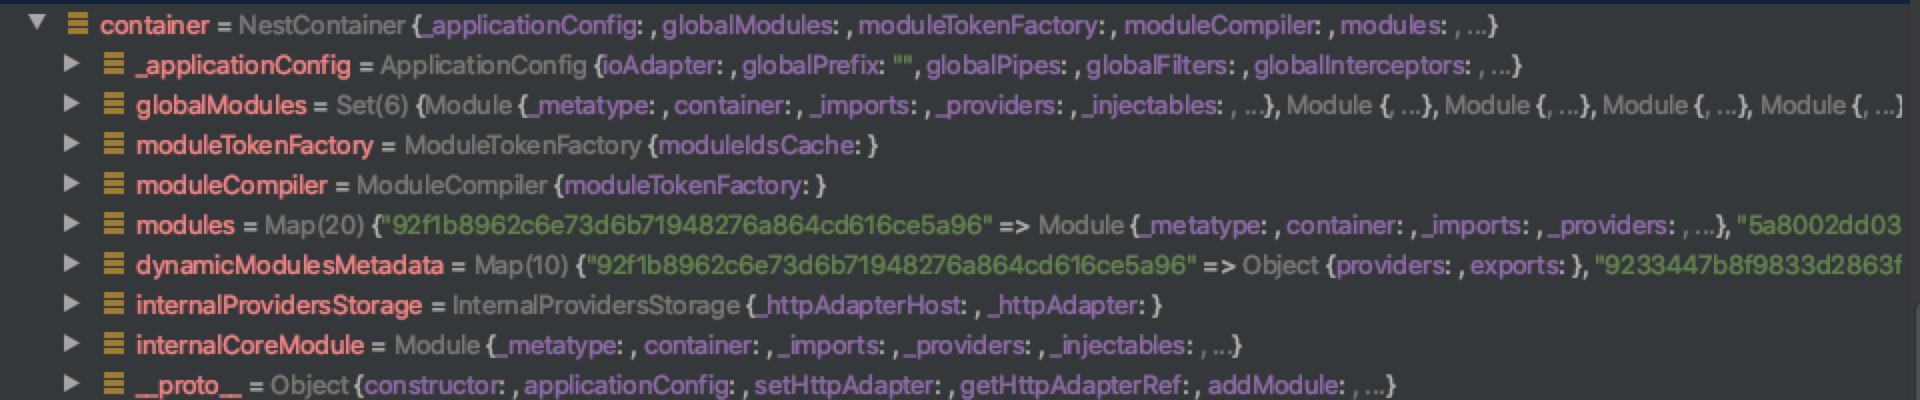 container = NestContainer {_applicationConfig: , globalModules: , moduleTokenFactory: , moduleCompiler: , modules: , ...}
_applicationConfig = ApplicationConfig {ioAdapter: , globalPrefix: "", globalPipes: , globalFilters: , globalInterceptors: , ...}
globalModules = Set(6) {Module {_metatype: , container: , _imports: , _providers: , _injectables: , ...}, Module {, ...}, Module {, ...}, Module {, ...}, Module {, ...}
moduleTokenFactory = ModuleTokenFactory {moduleIdsCache: }
moduleCompiler = ModuleCompiler {moduleTokenFactory: }
modules = Map(20) {"92f1b8962c6e73d6b71948276a864cd616ce5a96" => Module {_metatype: , container: , _imports: , _providers: , ...}, "5a8002dd03
dynamicModulesMetadata = Map(10) {"92f1b8962c6e73d6b71948276a864cd616ce5a96" => Object {providers: , exports: }, "9233447b8f9833d2863f
internalProvidersStorage = InternalProvidersStorage {_httpAdapterHost: , _httpAdapter: }
internalCoreModule = Module {_metatype: , container: , _imports: , _providers: , _injectables: , ...}
__proto__ = Object {constructor: , applicationConfig: , setHttpAdapter: , getHttpAdapterRef: , addModule: , ...}